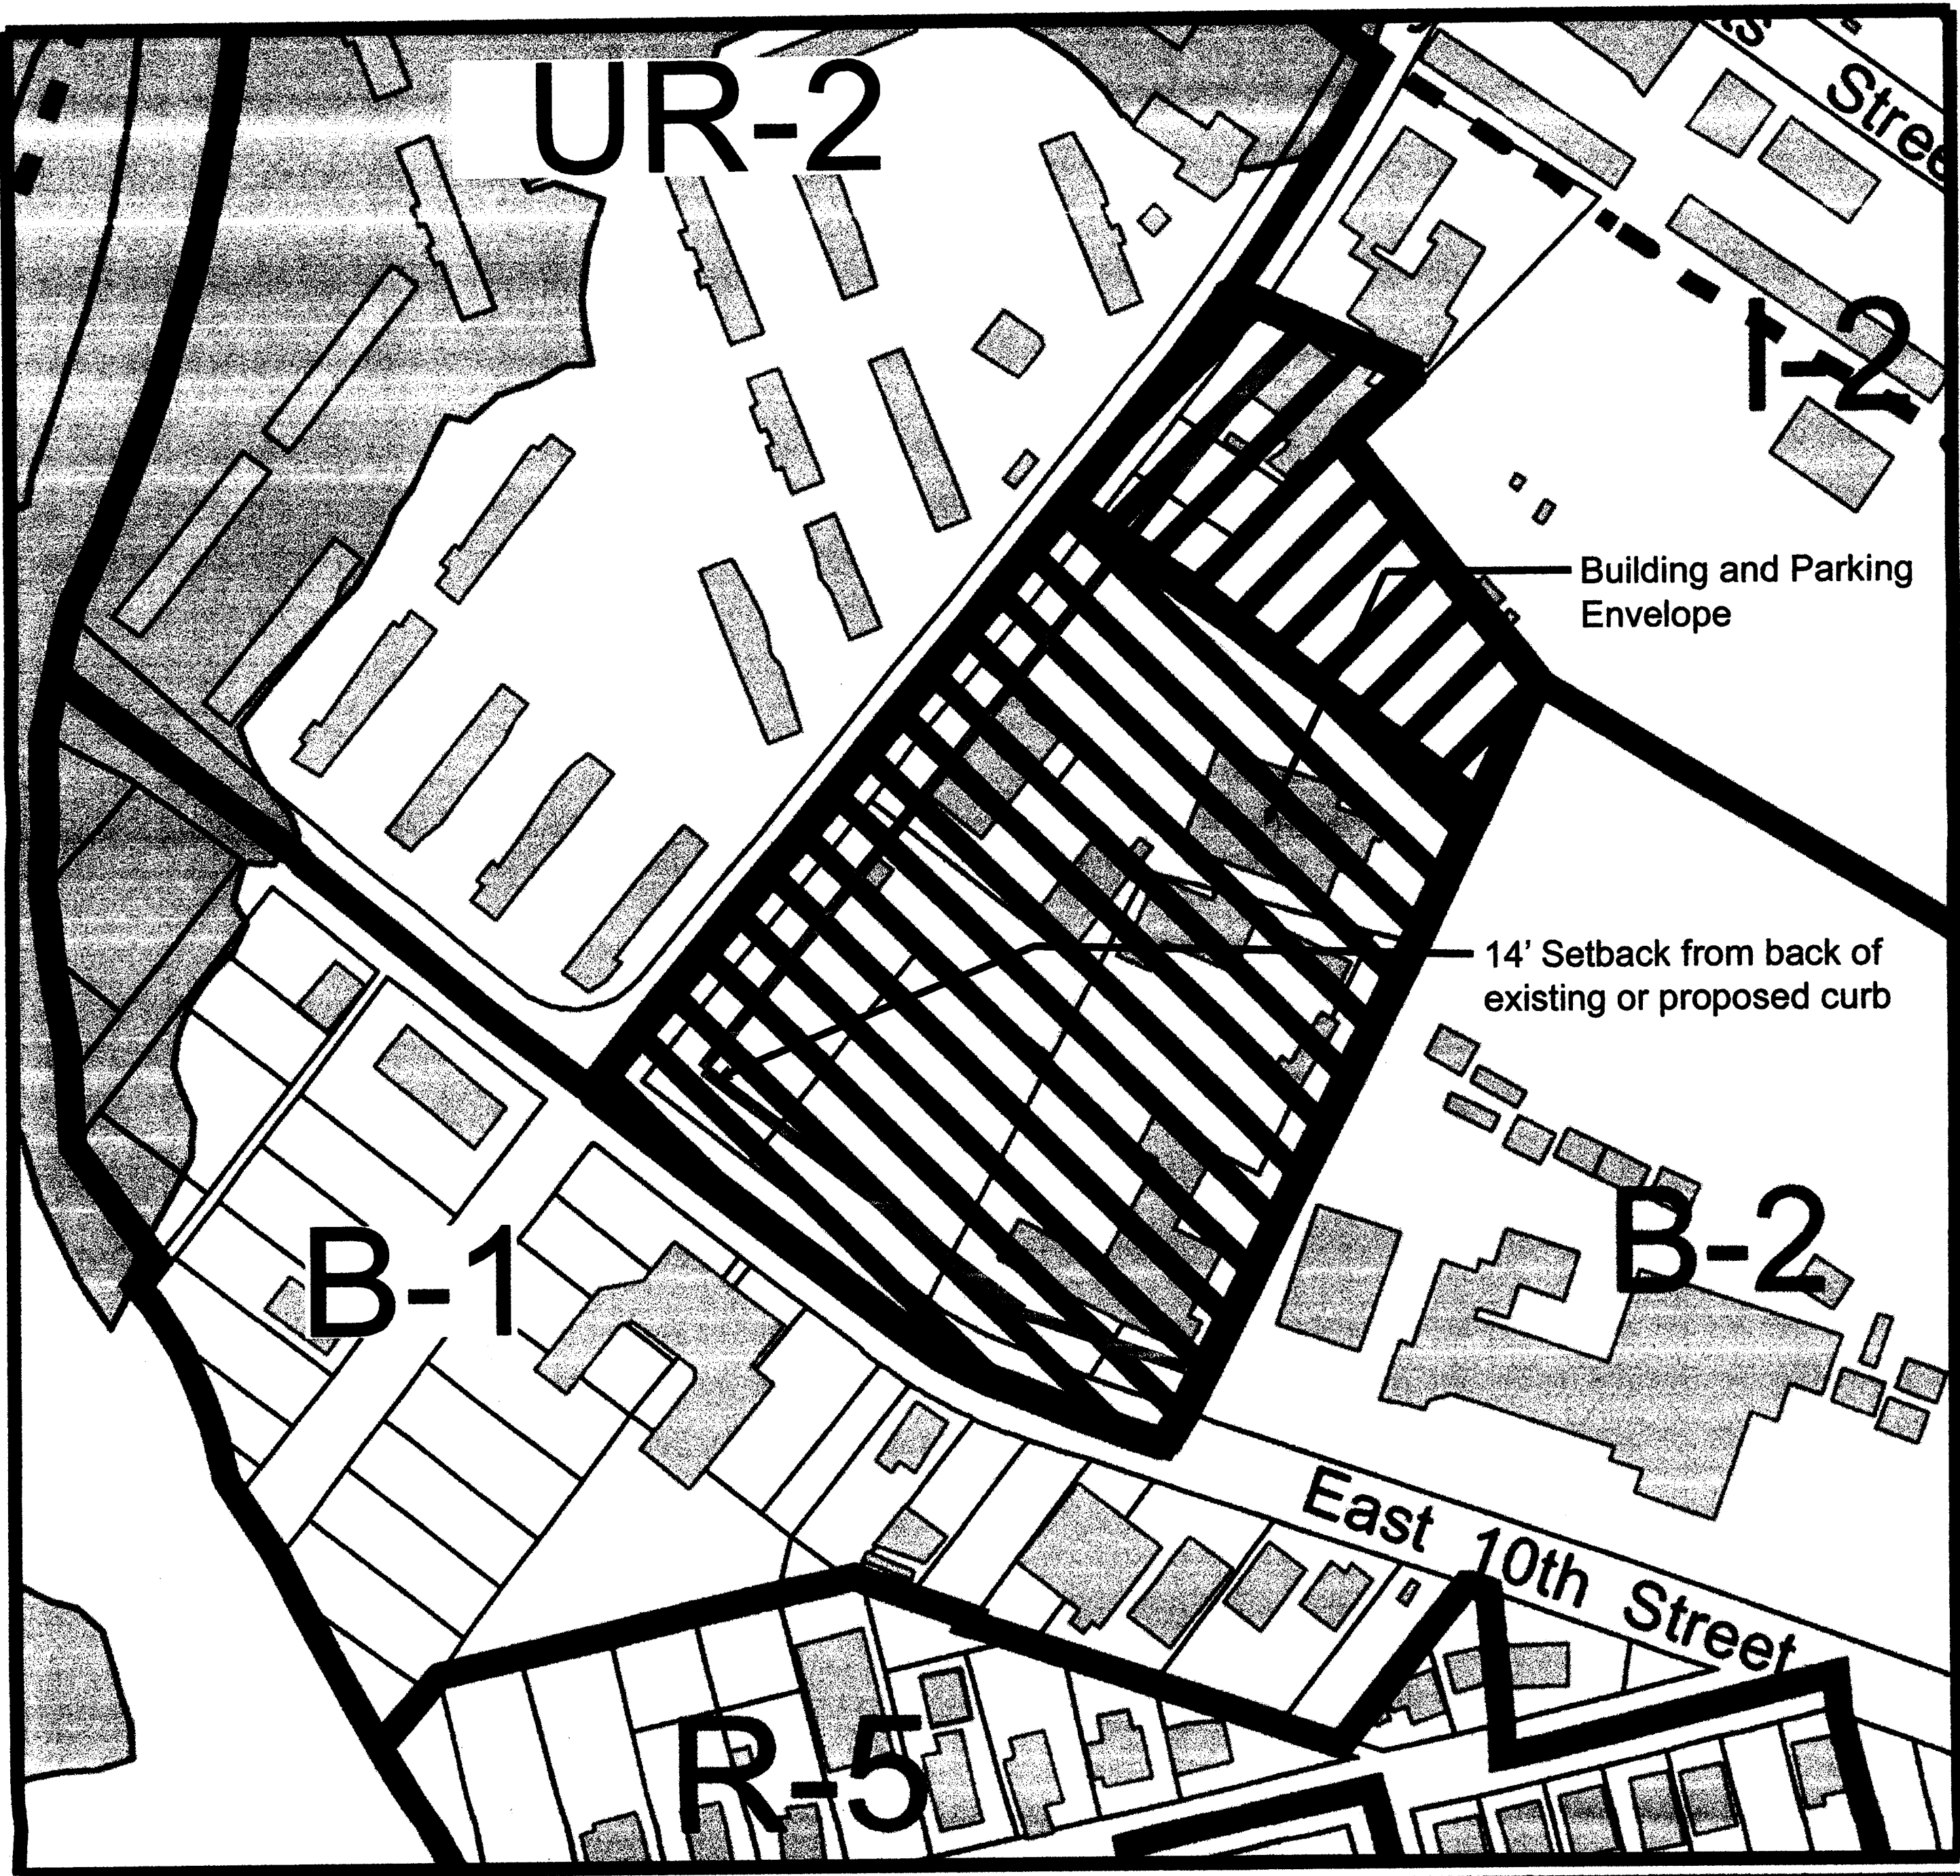 UR-2
Stree
I-2
Building and Parking
Envelope
14' Setback from back of
existing or proposed curb
B-2
B-1
East 10th Street
R-5